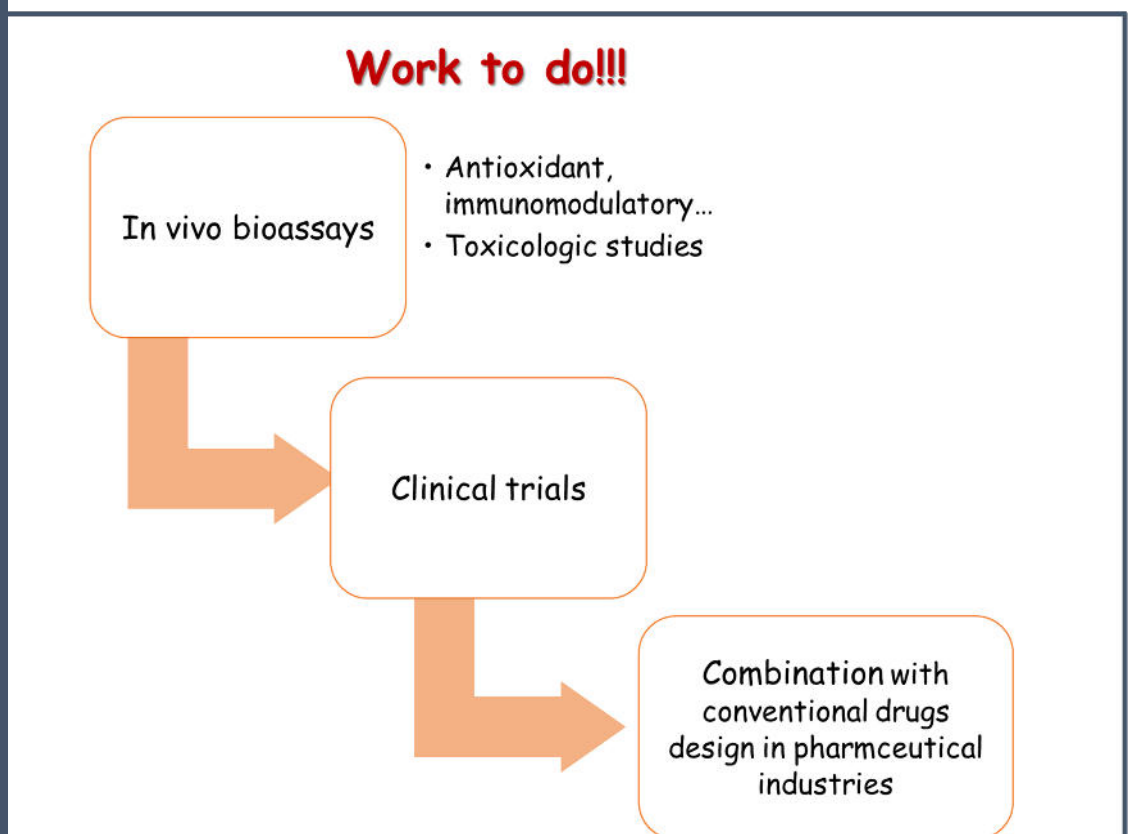 Work to do!!!
In vivo bioassays
• Antioxidant,
immunomodulatory...
• Toxicologic studies
Clinical trials
Combination with
conventional drugs
design in pharmceutical
industries